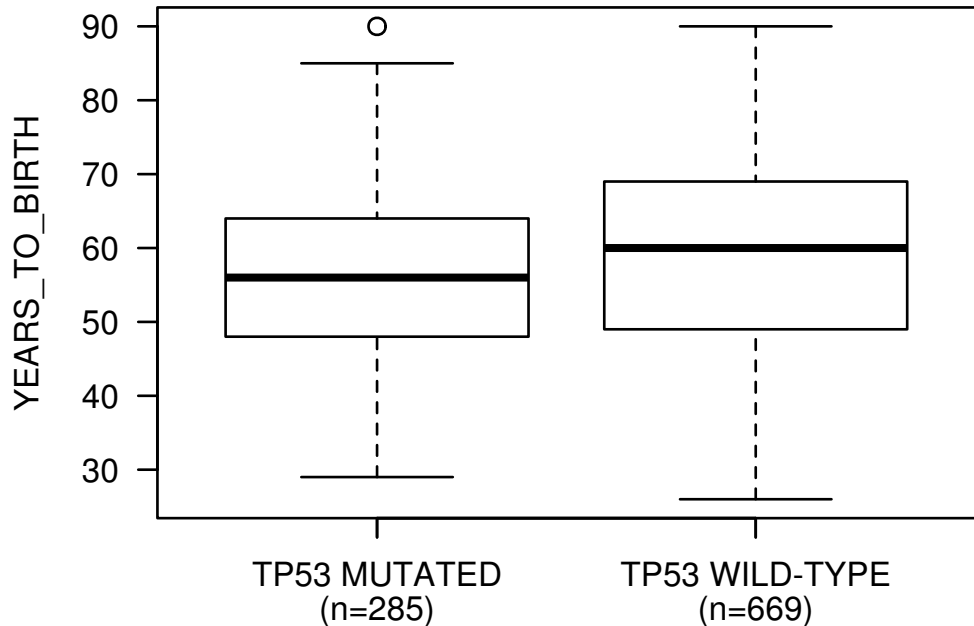 YEARS_TO_BIRTH
90
80
70
60
50
40
30
TP53 MUTATED
(n=285)
TP53 WILD-TYPE
(n=669)